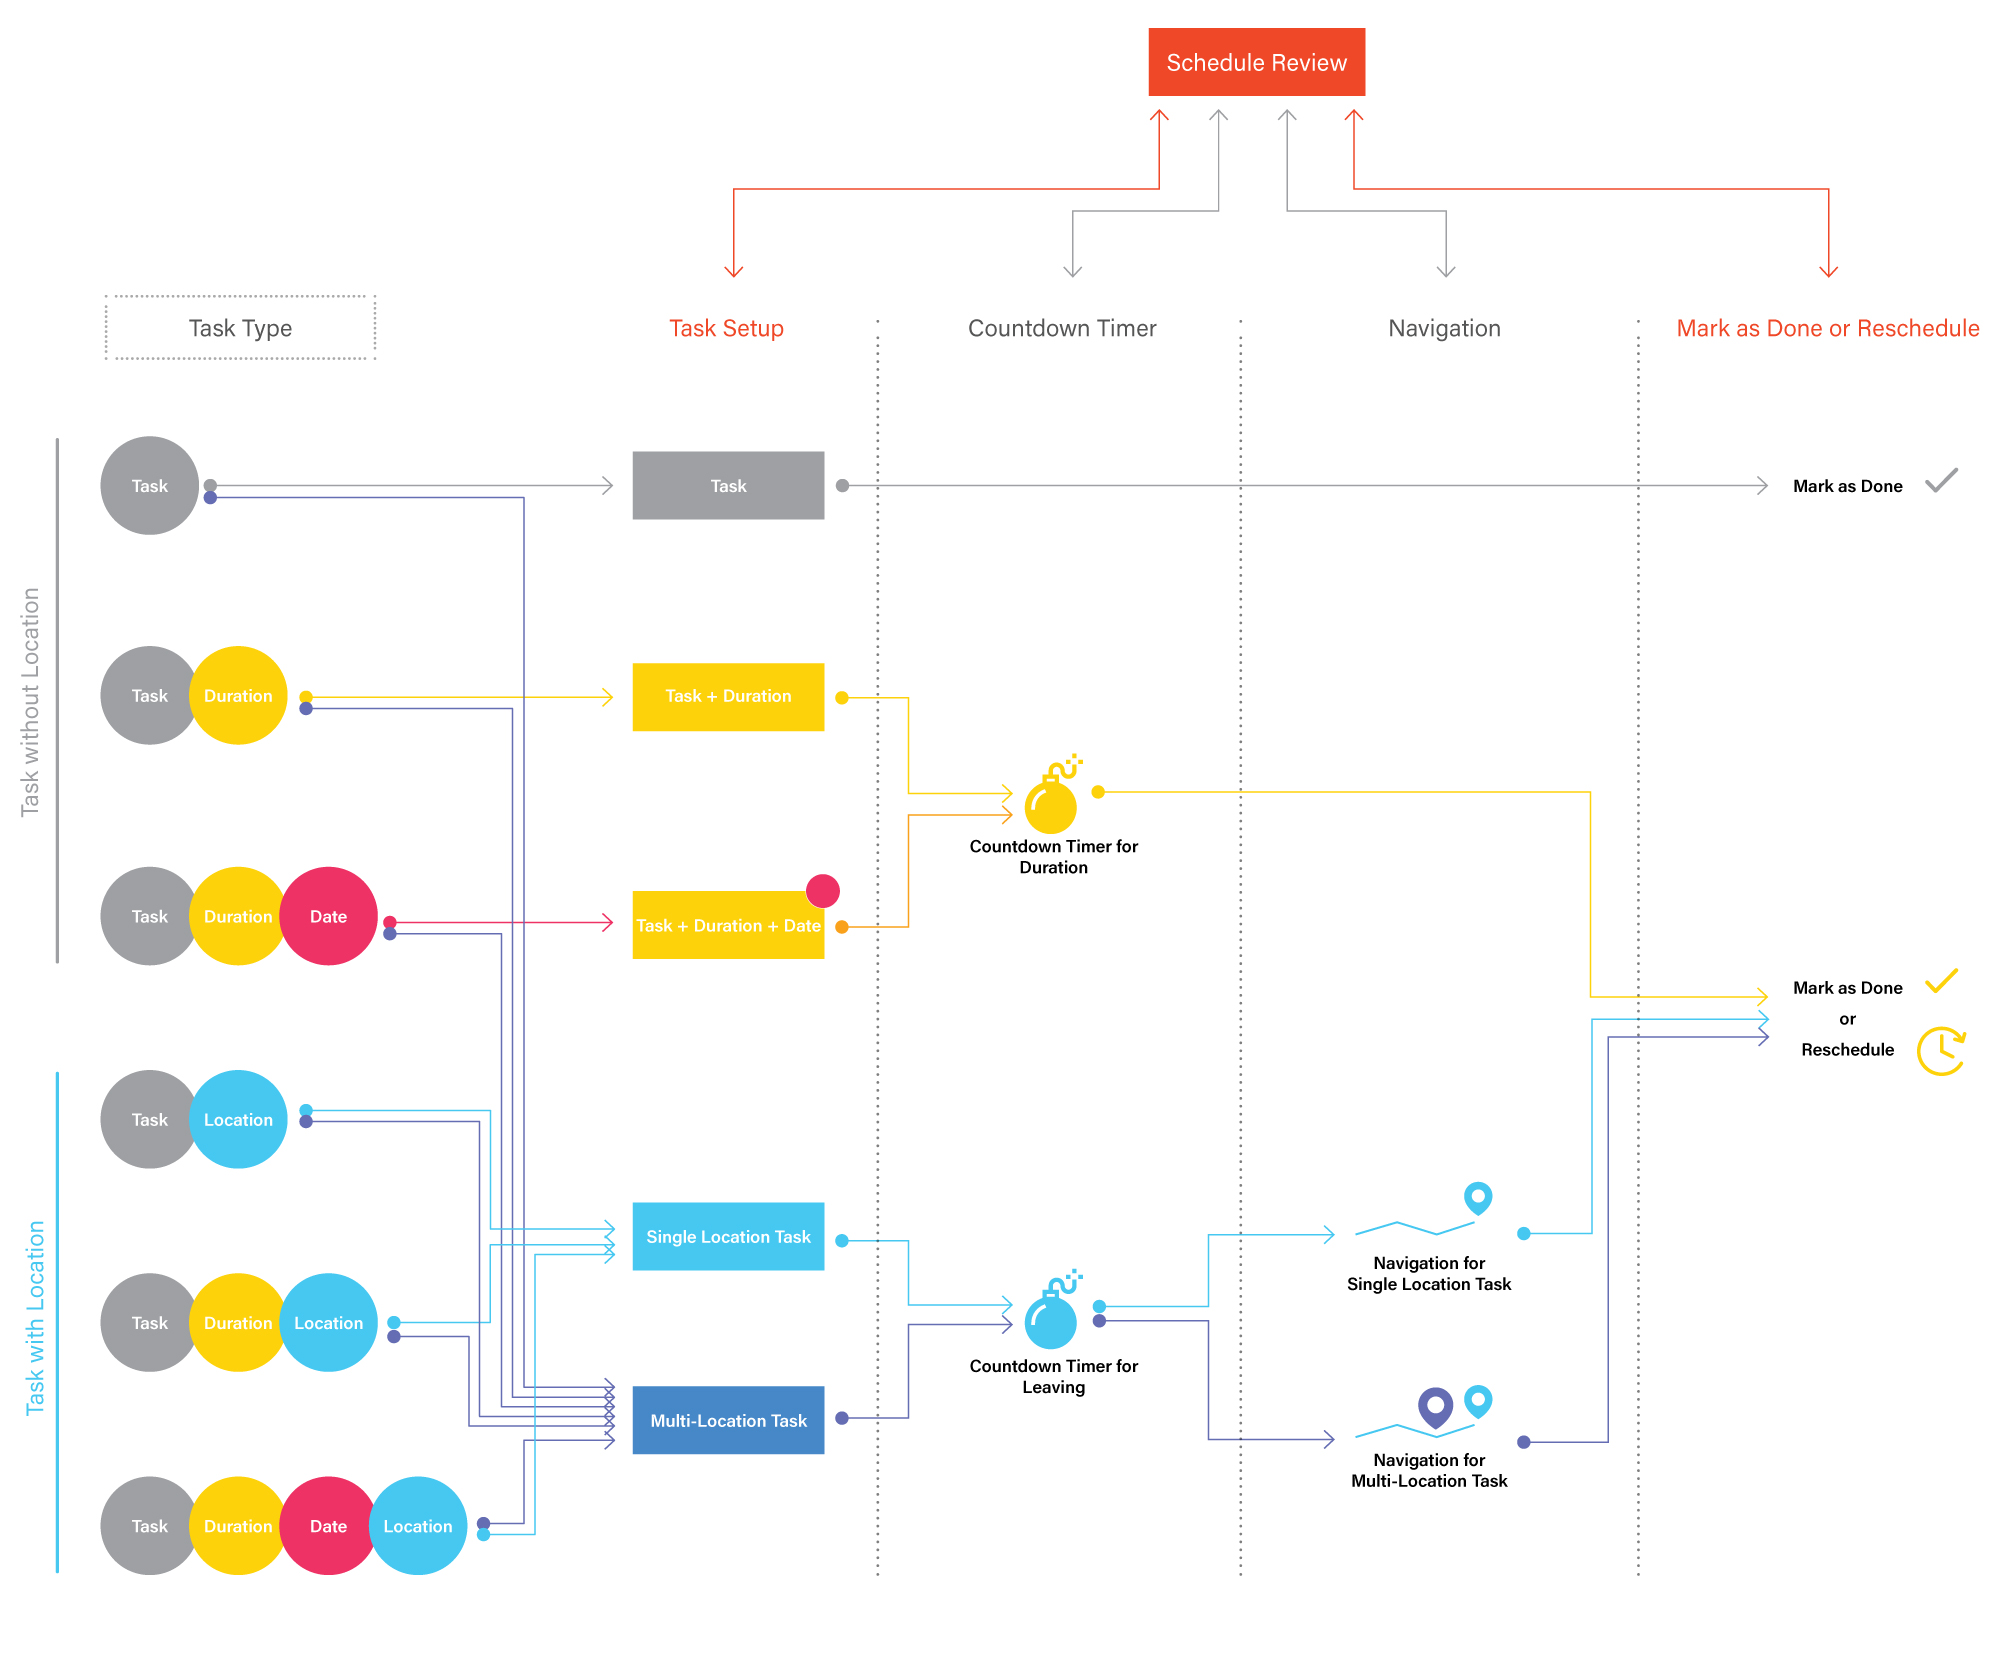 Schedule Review
Task Type
Task Setup
Countdown Timer
Navigation
Mark as Done or Reschedule
Task without Location
Task
Task
Mark as Done
Task
Duration
Task + Duration
Countdown Timer for
Duration
Task
Duration
Date
Task + Duration + Date
Mark as Done
or
Reschedule
Task with Location
Task
Location
Single Location Task
Navigation for
Single Location Task
Task
Duration
Location
Countdown Timer for
Leaving
Multi-Location Task
Navigation for
Multi-Location Task
Task
Duration
Date
Location